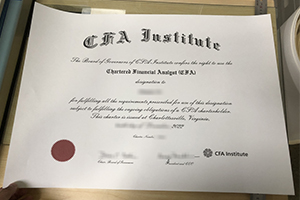 CFA Institute
The Board of Governors of CFA Institute confers the right to use the
Chartered Financial Analyst (CFA)
designation to
for fulfilling all the requirements prescribed for use of this designation
subject to fulfilling the ongoing obligations of a CFA charterholder.
This charter is issued at Charlottesville, Virginia,
2022
CFA Institute